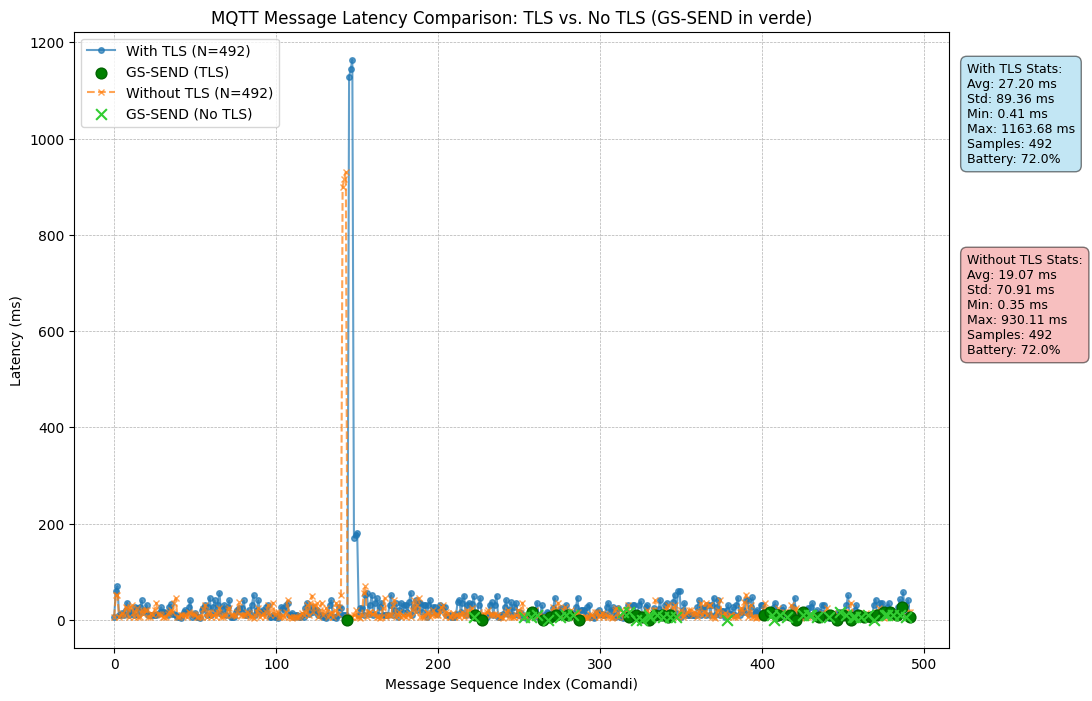 MQTT Message Latency Comparison: TLS vs. No TLS (GS-SEND in verde)
With TLS (N=492)
GS-SEND (TLS)
Without TLS (N=492)
GS-SEND (No TLS)
With TLS Stats:
Avg: 27.20 ms
Std: 89.36 ms
Min: 0.41 ms
Max: 1163.68 ms
Samples: 492
Battery: 72.0%
Without TLS Stats:
Avg: 19.07 ms
Std: 70.91 ms
Min: 0.35 ms
Max: 930.11 ms
Samples: 492
Battery: 72.0%
Latency (ms)
1200
1000
800
600
400
200
0
0 100 200 300 400 500
Message Sequence Index (Comandi)